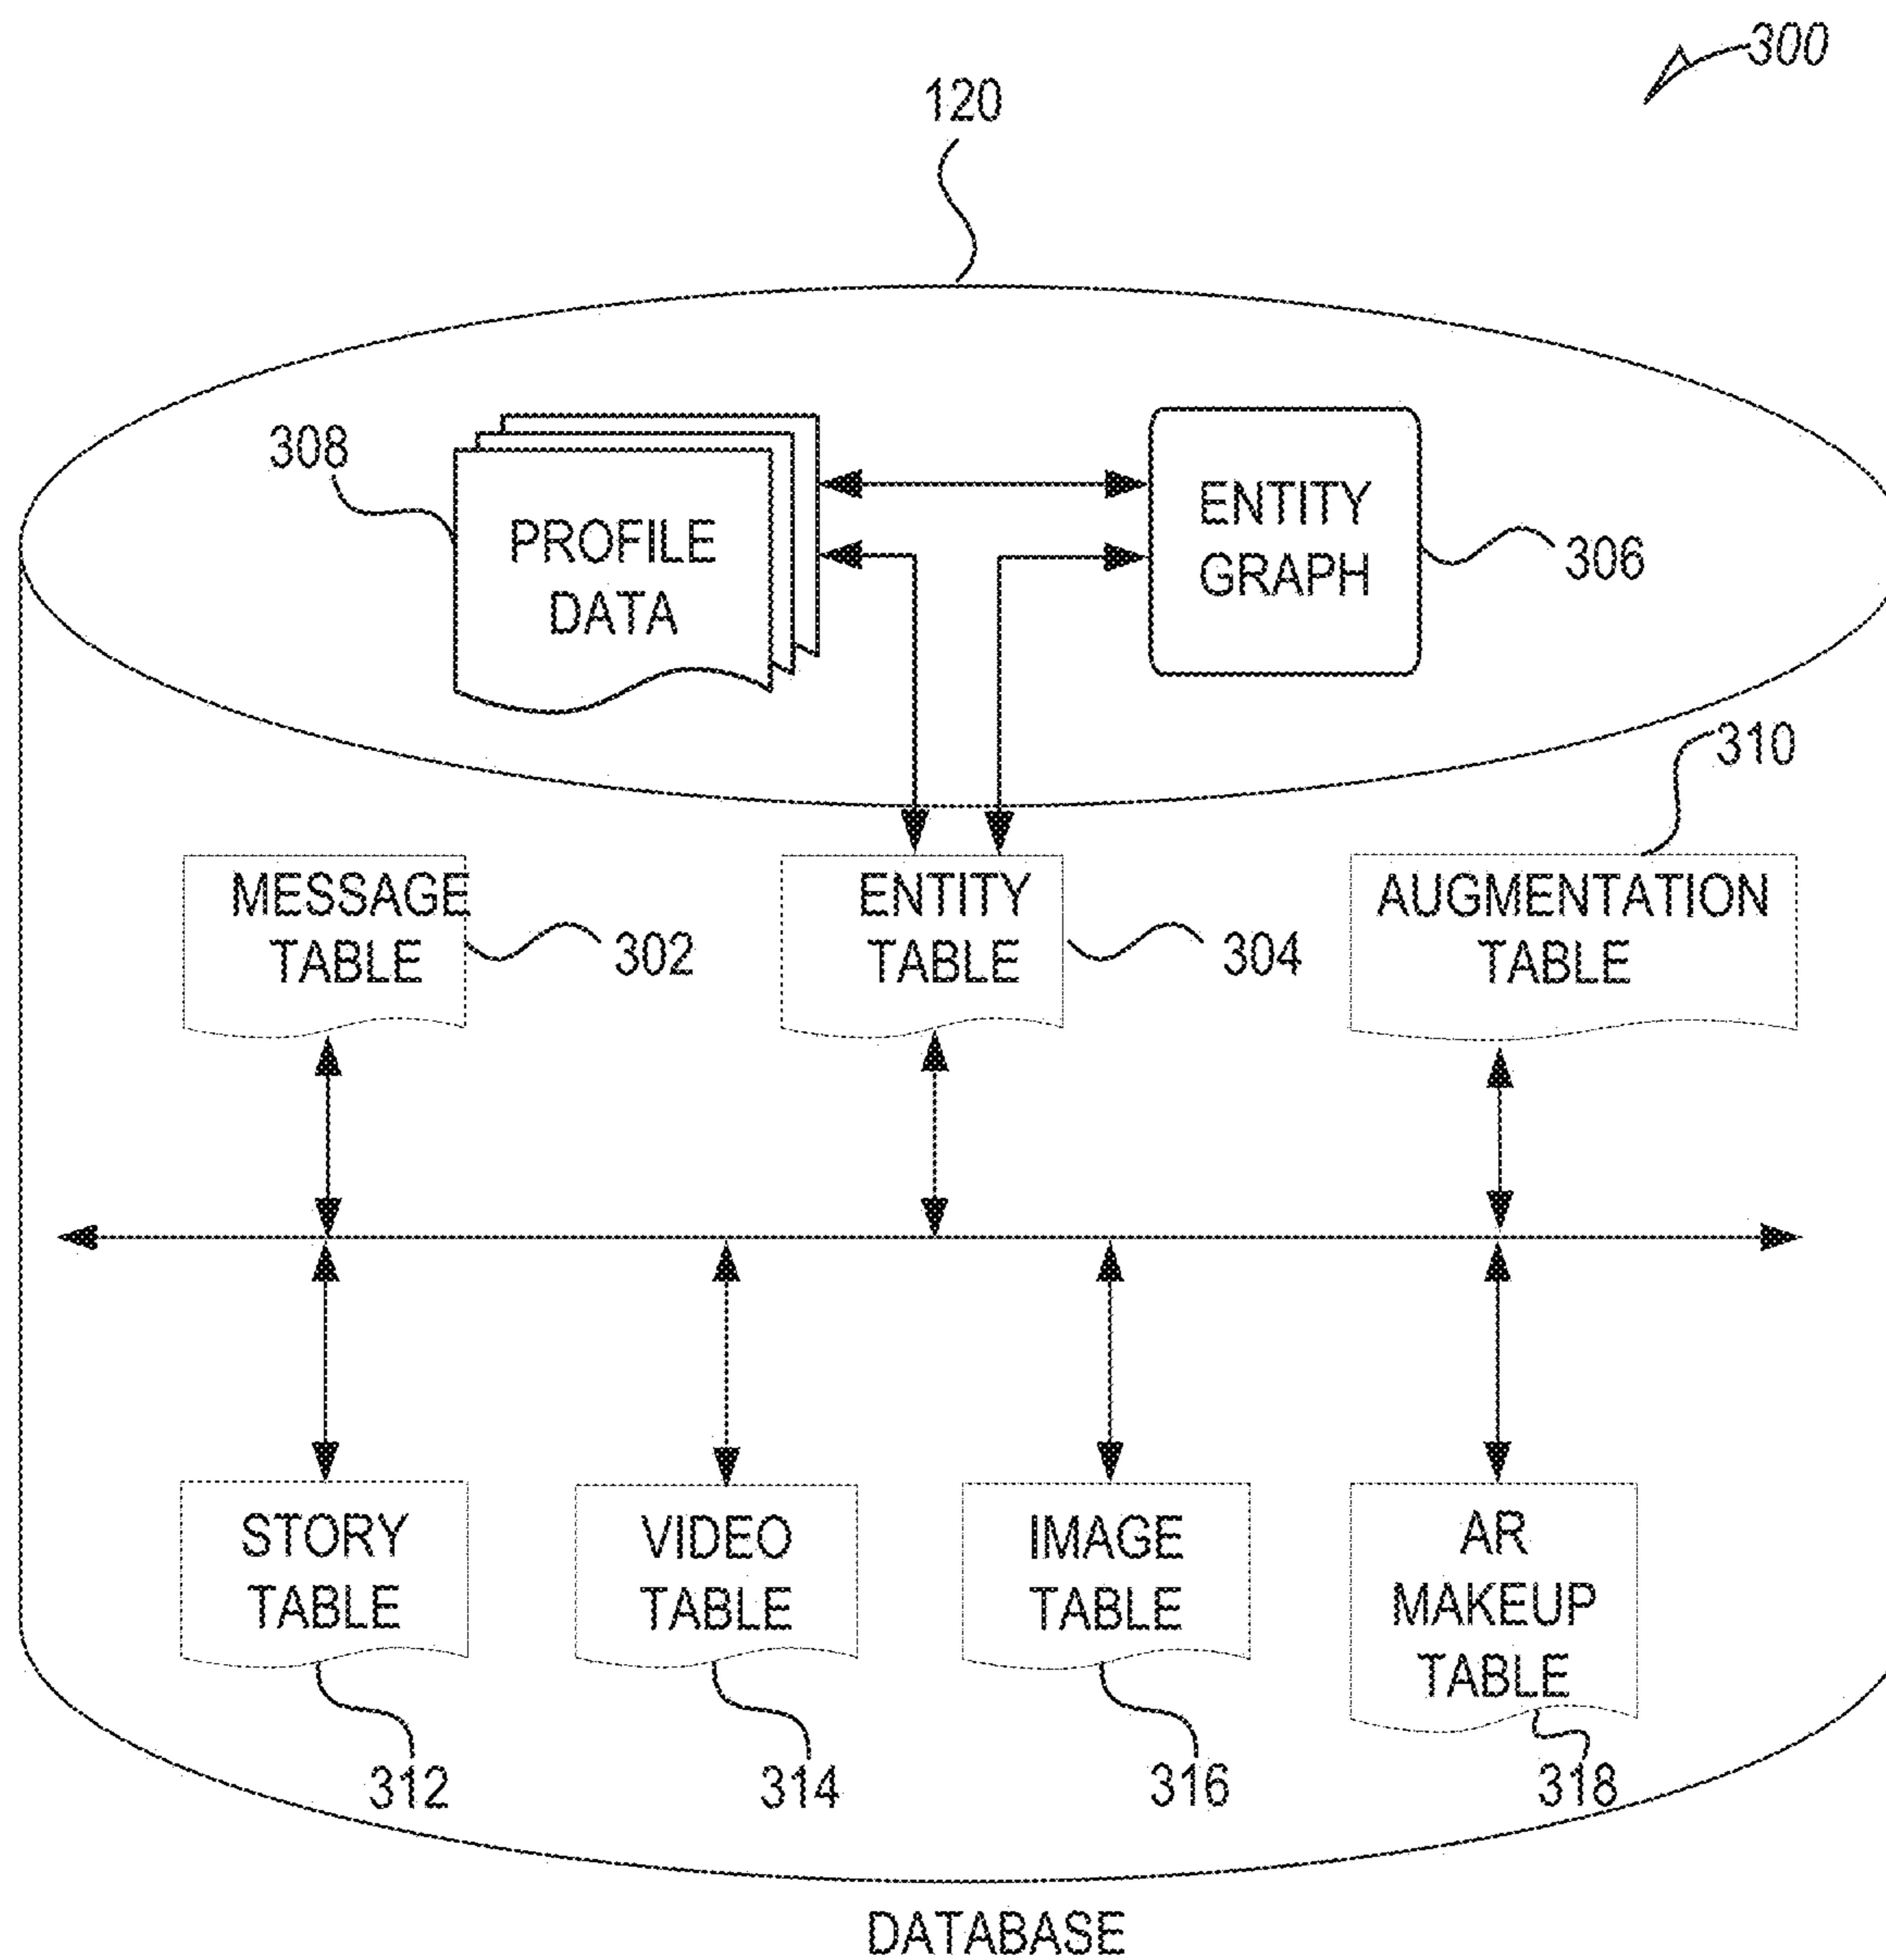 300
120
308
PROFILE
DATA
ENTITY
GRAPH
306
310
MESSAGE
TABLE
302
ENTITY
TABLE
304
AUGMENTATION
TABLE
STORY
TABLE
VIDEO
TABLE
IMAGE
TABLE
AR
MAKEUP
TABLE
312
314
316
318
DATABASE